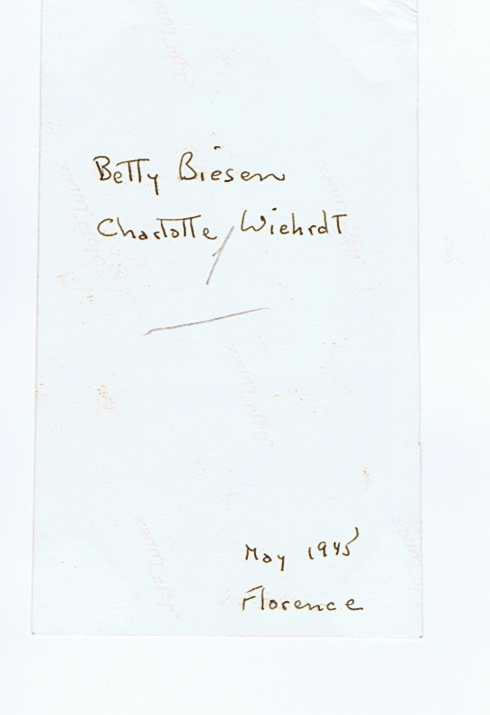 Betty Biesen
Charlotte Wiehrdt
May 1945
Florence